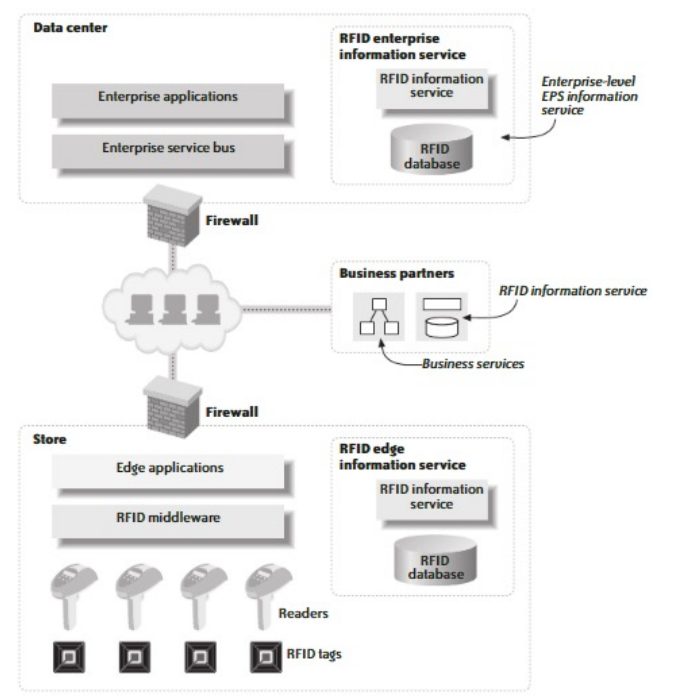 Data center
RFID enterprise
information service
Enterprise applications
RFID information
service
Enterprise-level
EPS information
service
Enterprise service bus
RFID
database
Firewall
Business partners
RFID information service
Business services
Firewall
Store
RFID edge
information service
Edge applications
RFID information
service
RFID middleware
RFID
database
Readers
RFID tags